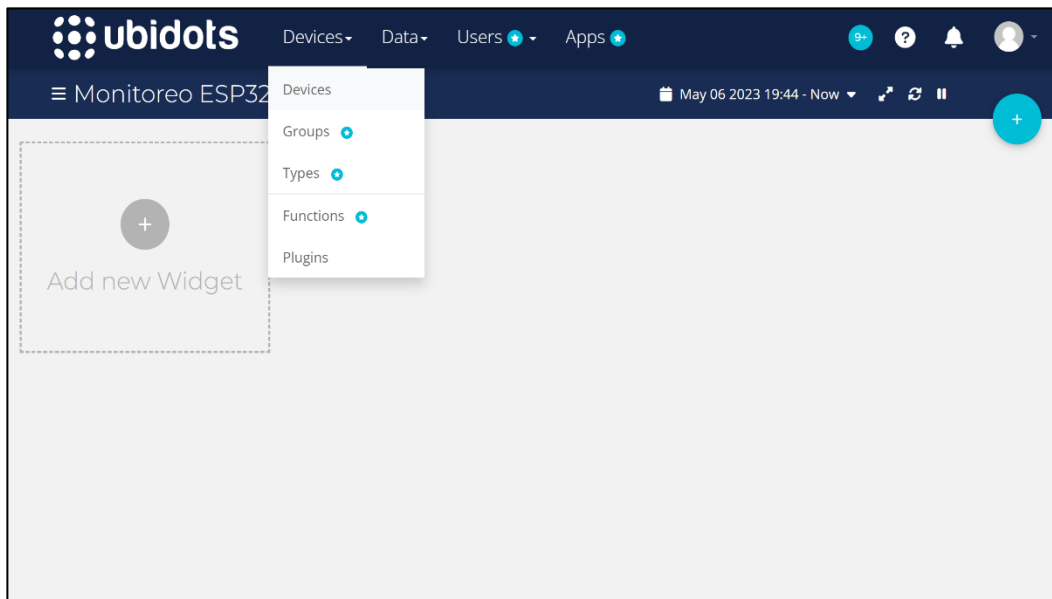 ubidots Devices Data Users Apps 9+ ?
≡ Monitoreo ESP32 May 06 2023 19:44 - Now
Devices
Groups
Types
Functions
Plugins
+
+
Add new Widget